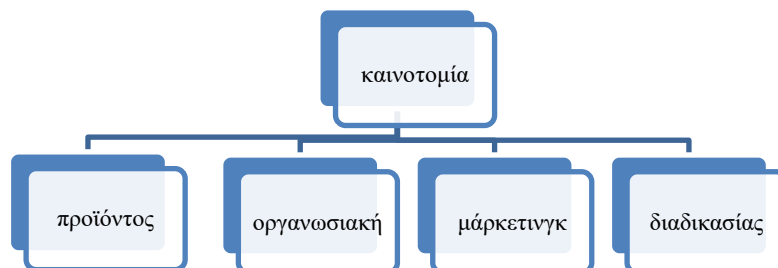 καινοτομία
προϊόντος
οργανωσιακή
μάρκετινγκ
διαδικασίας